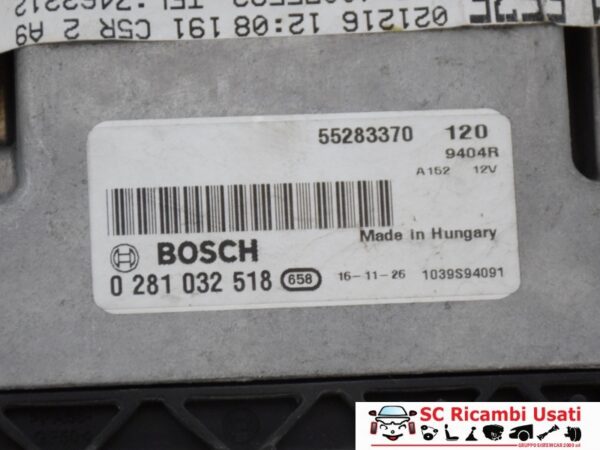 021216 12:08 191 C5R 2 A9
55283370 120
9404R
A152 12V
Made in Hungary
BOSCH
0 281 032 518 658 16-11-26 1039S94091
SC Ricambi Usati